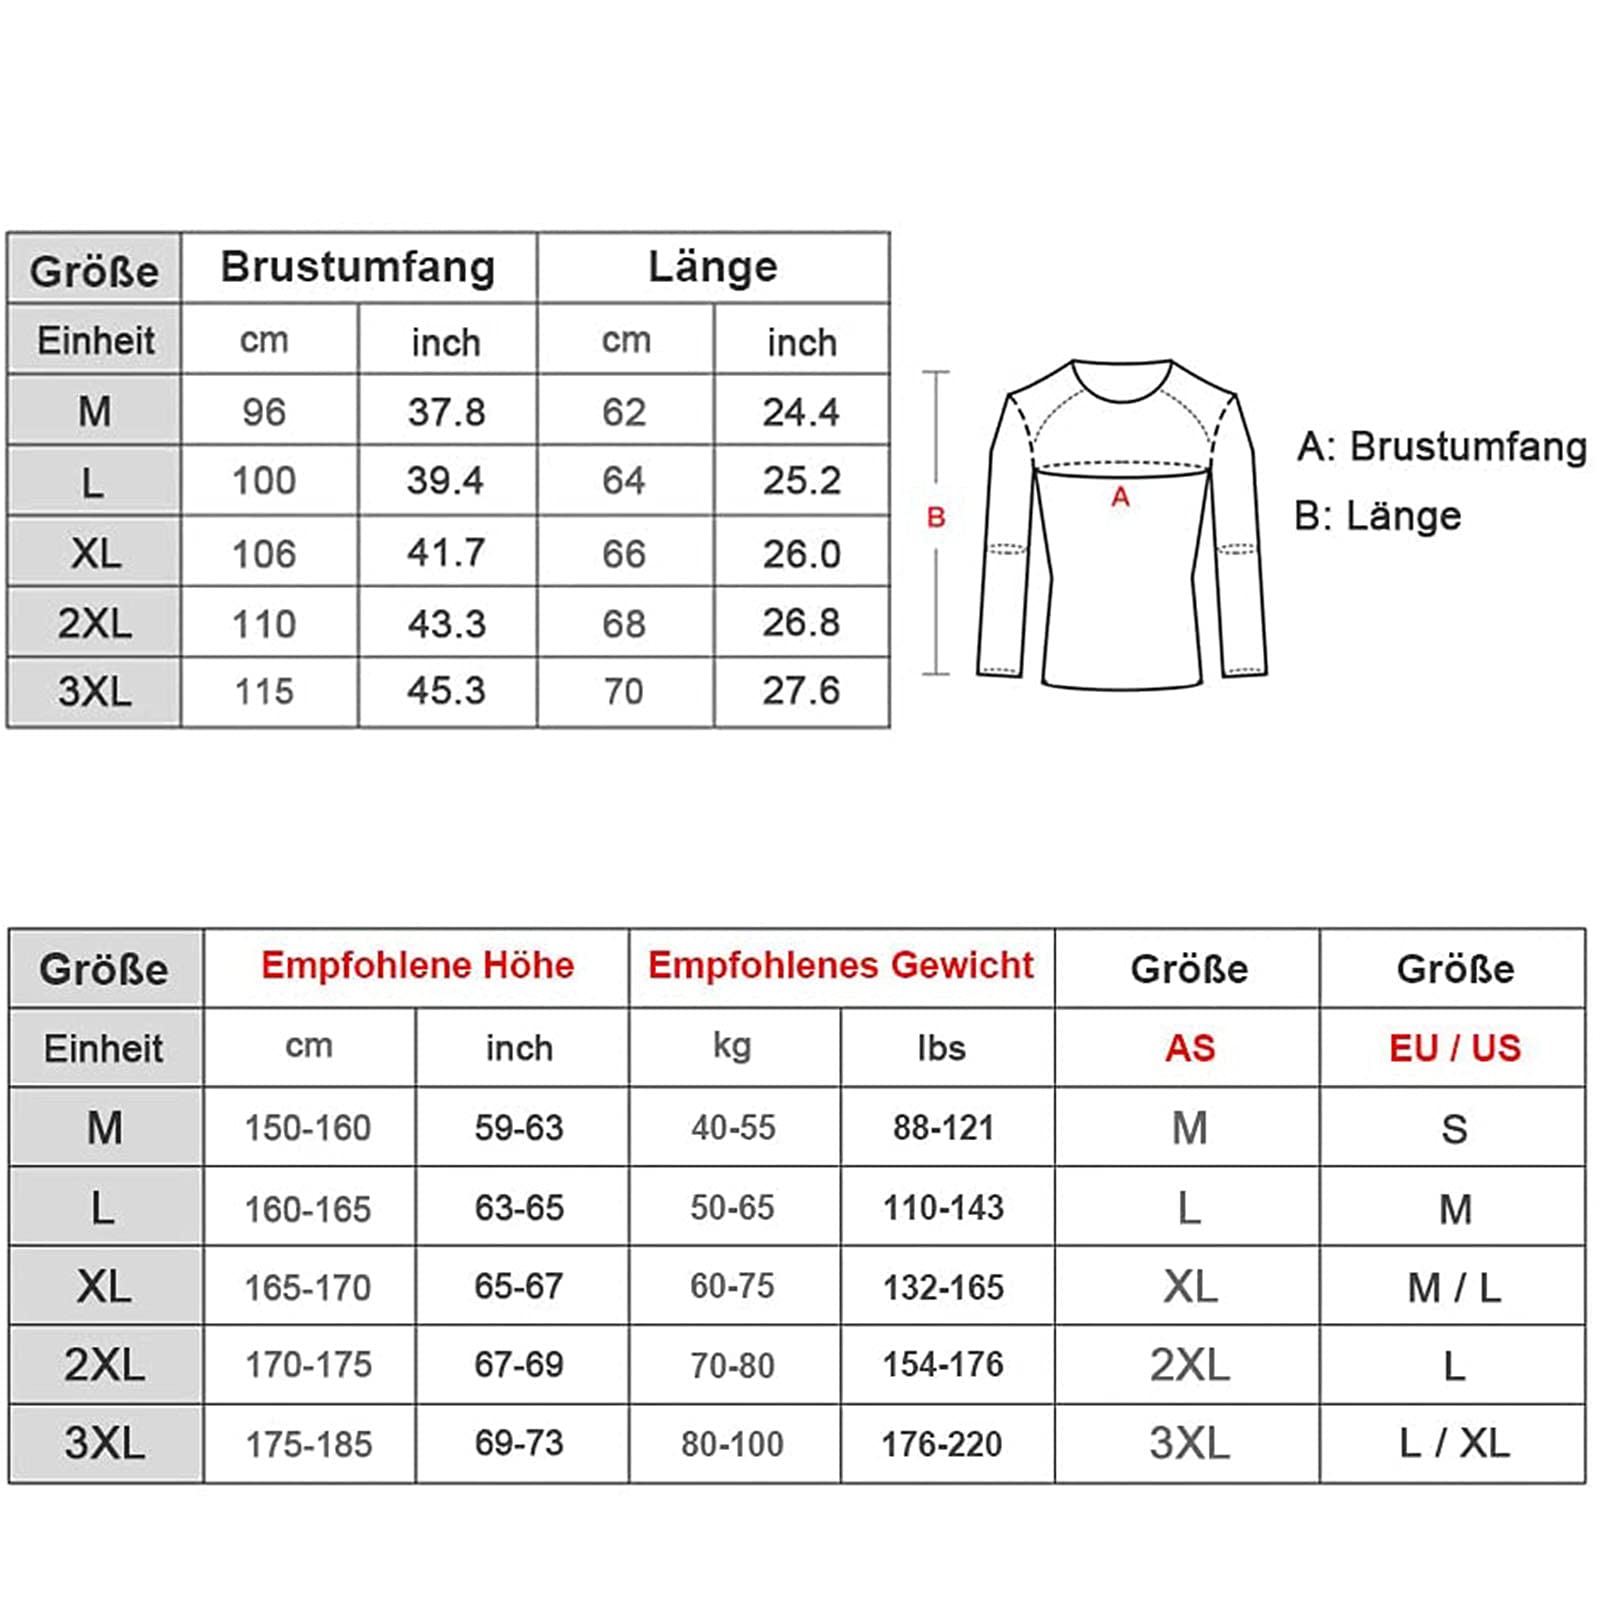 Größe Brustumfang Länge
Einheit cm inch cm inch
M 96 37.8 62 24.4
L 100 39.4 64 25.2
XL 106 41.7 66 26.0
2XL 110 43.3 68 26.8
3XL 115 45.3 70 27.6
A
B
A: Brustumfang
B: Länge
Größe Empfohlene Höhe Empfohlenes Gewicht Größe Größe
Einheit cm inch kg lbs AS EU / US
M 150-160 59-63 40-55 88-121 M S
L 160-165 63-65 50-65 110-143 L M
XL 165-170 65-67 60-75 132-165 XL M / L
2XL 170-175 67-69 70-80 154-176 2XL L
3XL 175-185 69-73 80-100 176-220 3XL L / XL